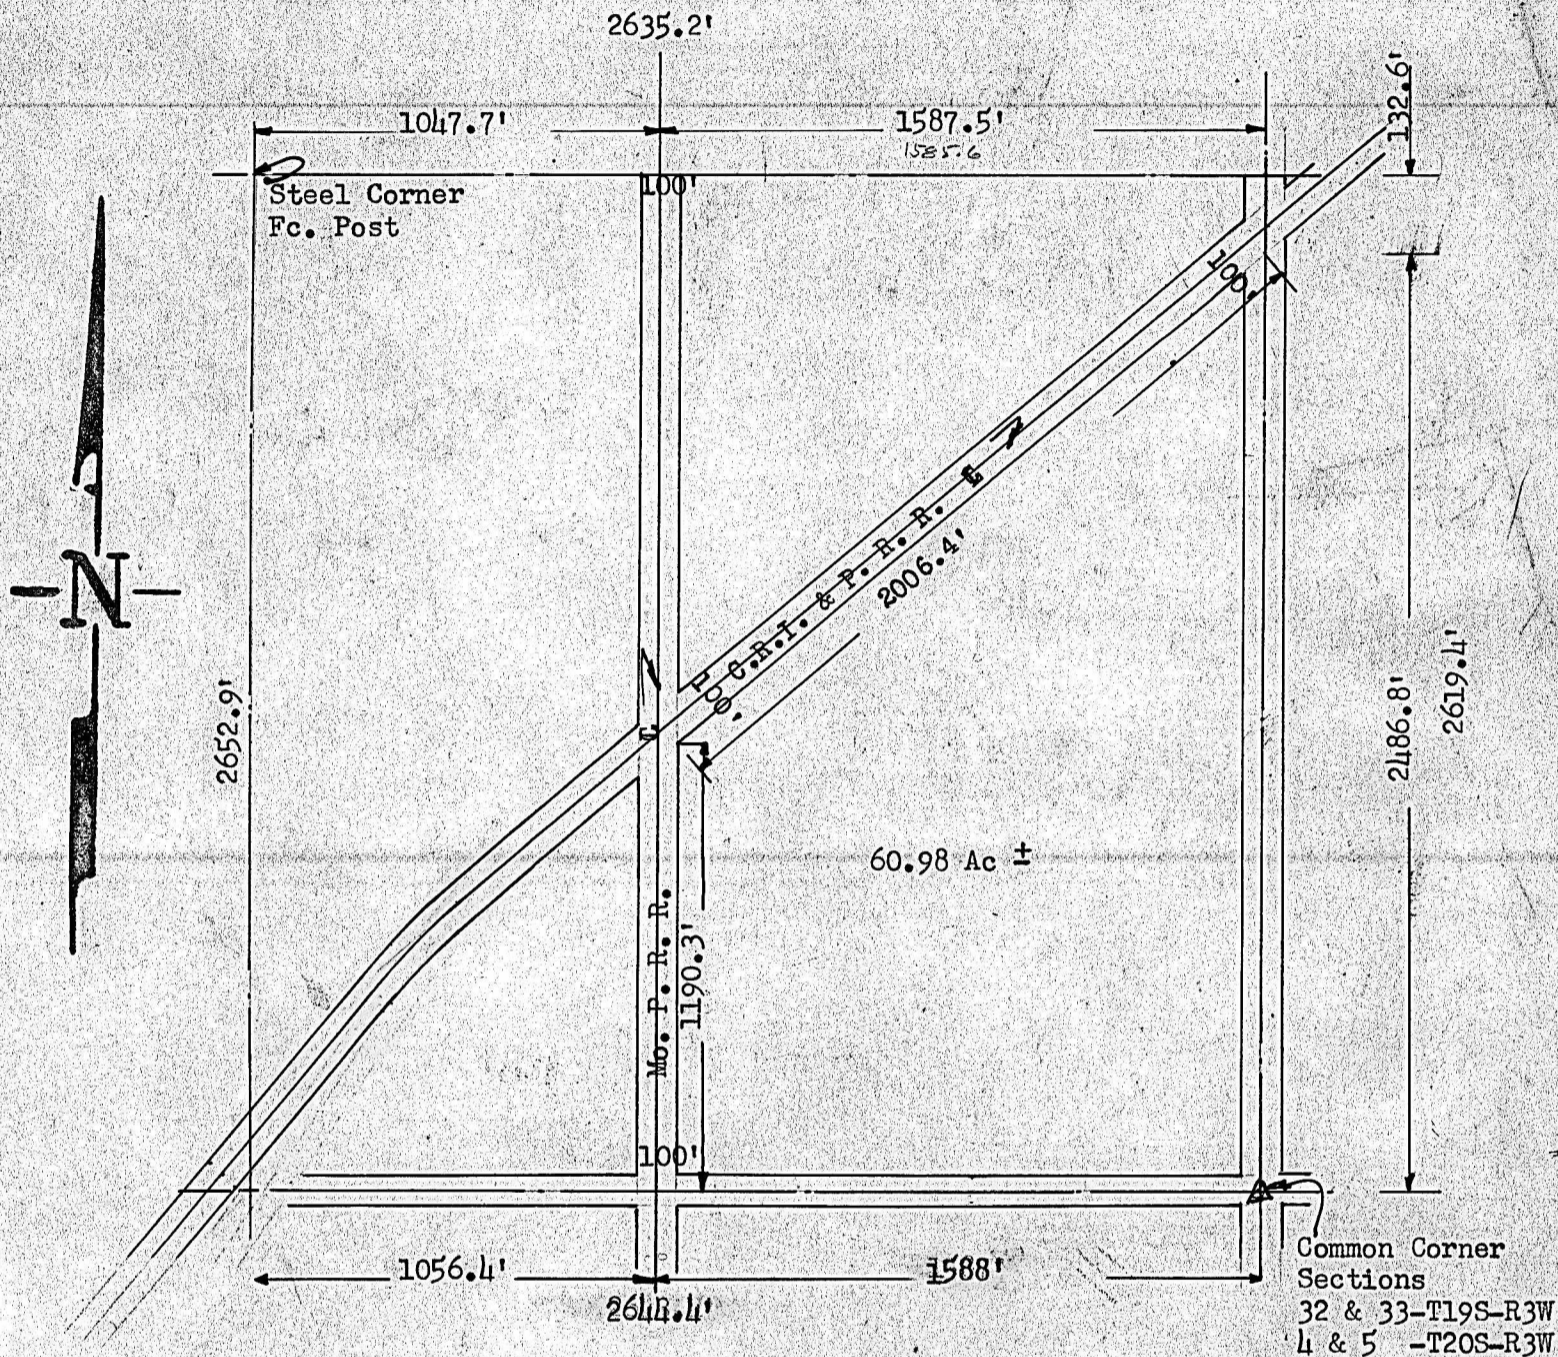 2635.2'
1047.7'
1587.5'
1585.6
132.6'
Steel Corner
Fc. Post
100'
100'
N
C.R.I. & P. R. R. ℄
2006.4'
100'
2652.9'
2486.8'
2619.4'
60.98 Ac ±
Mo. P. R. R.
1190.3'
100'
1056.4'
1588'
2644.4'
Common Corner
Sections
32 & 33-T19S-R3W
4 & 5 -T20S-R3W